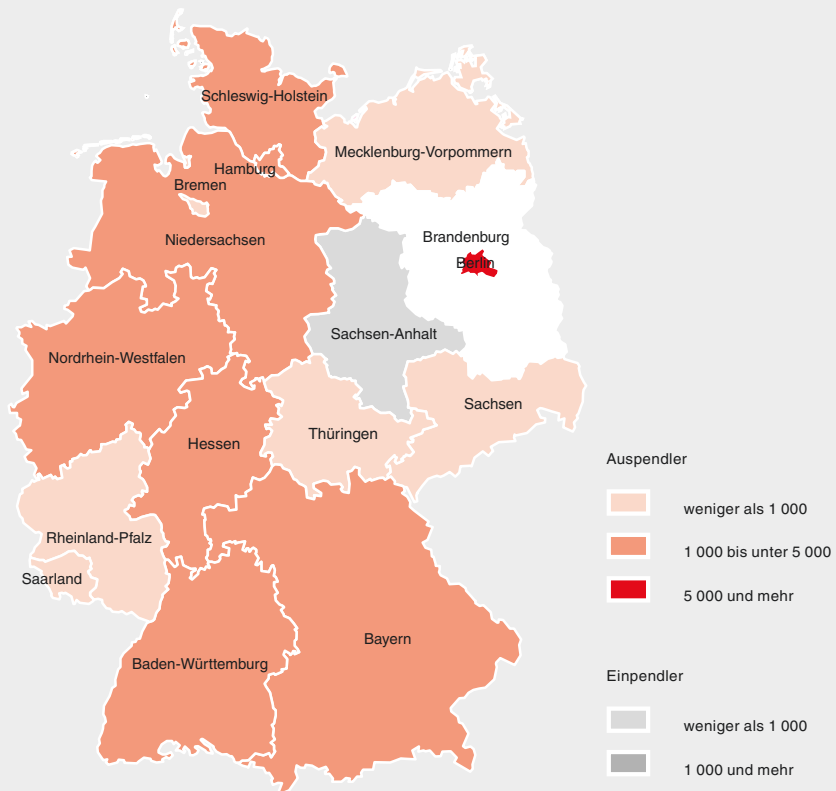 Schleswig-Holstein
Mecklenburg-Vorpommern
Hamburg
Bremen
Niedersachsen
Brandenburg
Berlin
Sachsen-Anhalt
Nordrhein-Westfalen
Sachsen
Thüringen
Hessen
Rheinland-Pfalz
Saarland
Bayern
Baden-Württemburg
Auspendler
weniger als 1 000
1 000 bis unter 5 000
5 000 und mehr
Einpendler
weniger als 1 000
1 000 und mehr